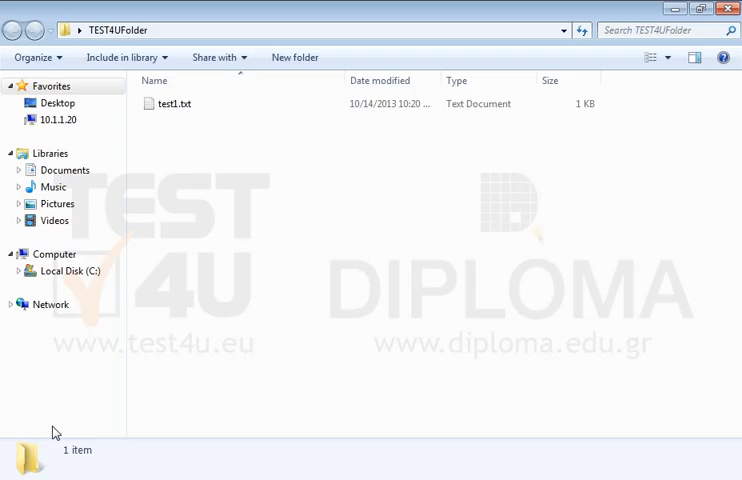 TEST4UFolder
Search TEST4UFolder
Organize
Include in library
Share with
New folder
Favorites
Desktop
10.1.1.20
Libraries
Documents
Music
Pictures
Videos
Computer
Local Disk (C:)
Network
Name
Date modified
Type
Size
test1.txt
10/14/2013 10:20 ...
Text Document
1 KB
TEST
4U
www.test4u.eu
DIPLOMA
www.diploma.edu.gr
1 item